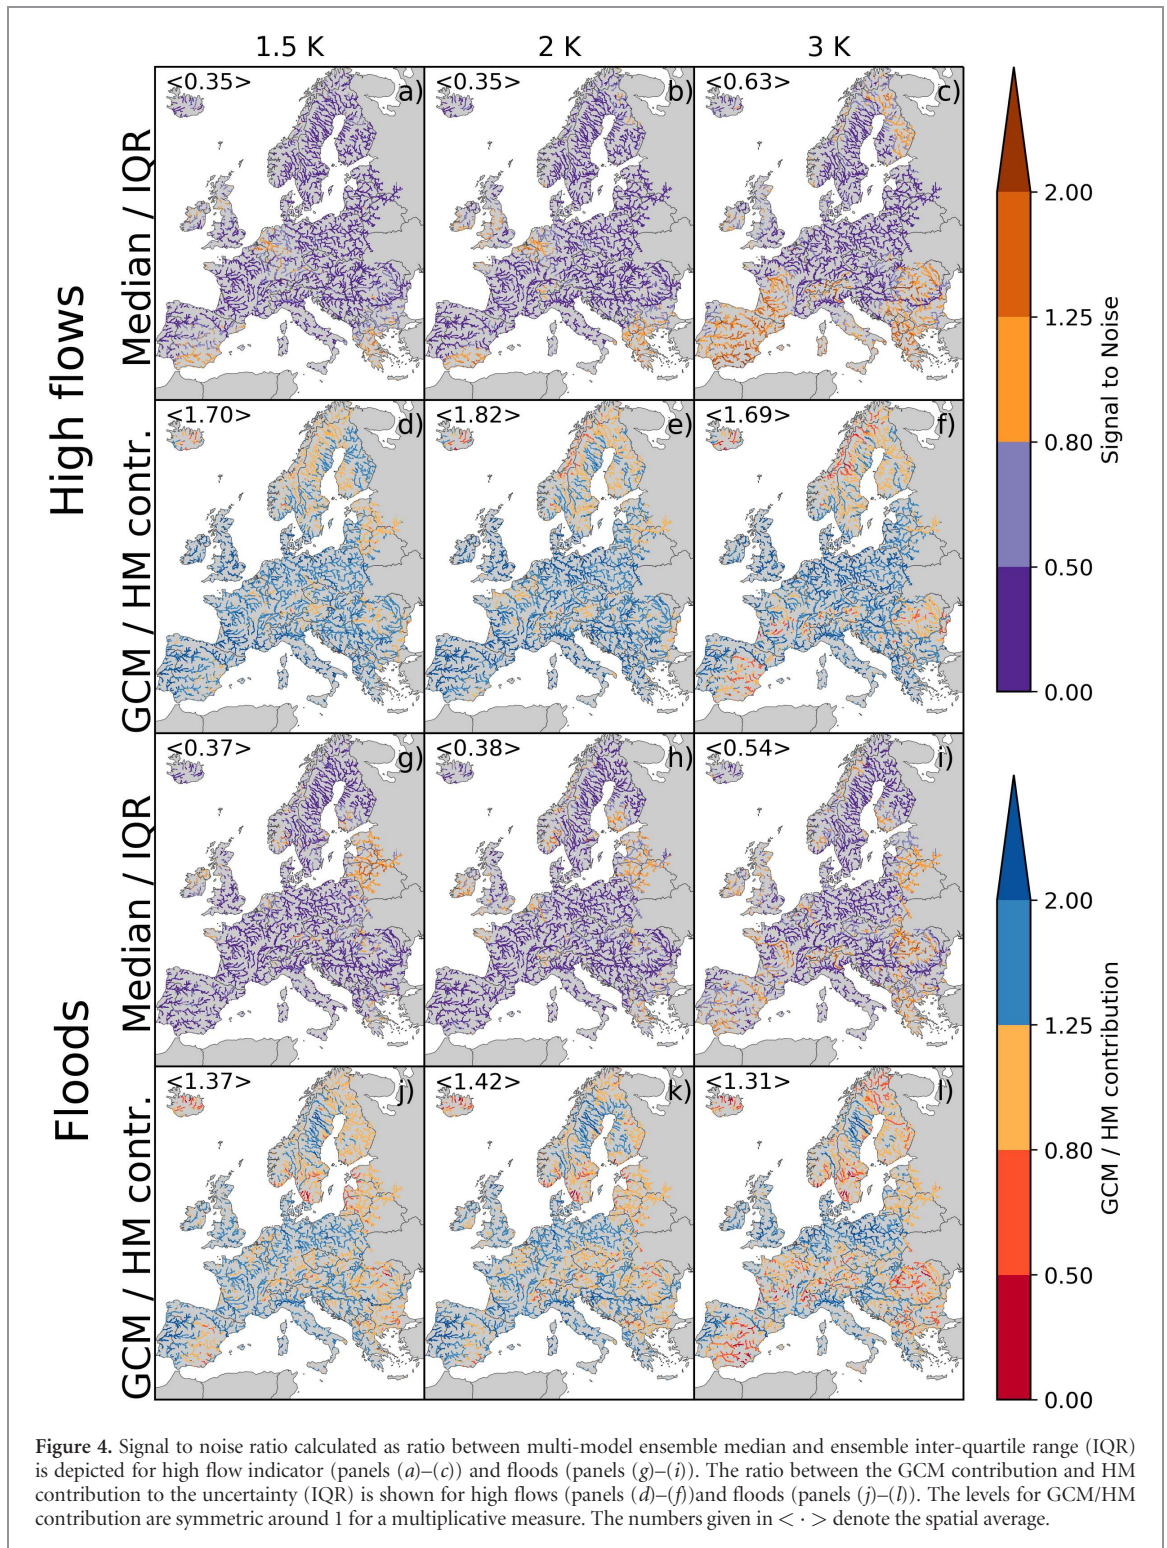 1.5 K
2 K
3 K
High flows
Median / IQR
<0.35>
a)
<0.35>
b)
<0.63>
c)
GCM / HM contr.
<1.70>
d)
<1.82>
e)
<1.69>
f)
Floods
Median / IQR
<0.37>
g)
<0.38>
h)
<0.54>
i)
GCM / HM contr.
<1.37>
j)
<1.42>
k)
<1.31>
l)
2.00
1.25
0.80
0.50
0.00
Signal to Noise
2.00
1.25
0.80
0.50
0.00
GCM / HM contribution
Figure 4. Signal to noise ratio calculated as ratio between multi-model ensemble median and ensemble inter-quartile range (IQR)
is depicted for high flow indicator (panels (a)–(c)) and floods (panels (g)–(i)). The ratio between the GCM contribution and HM
contribution to the uncertainty (IQR) is shown for high flows (panels (d)–(f))and floods (panels (j)–(l)). The levels for GCM/HM
contribution are symmetric around 1 for a multiplicative measure. The numbers given in < · > denote the spatial average.